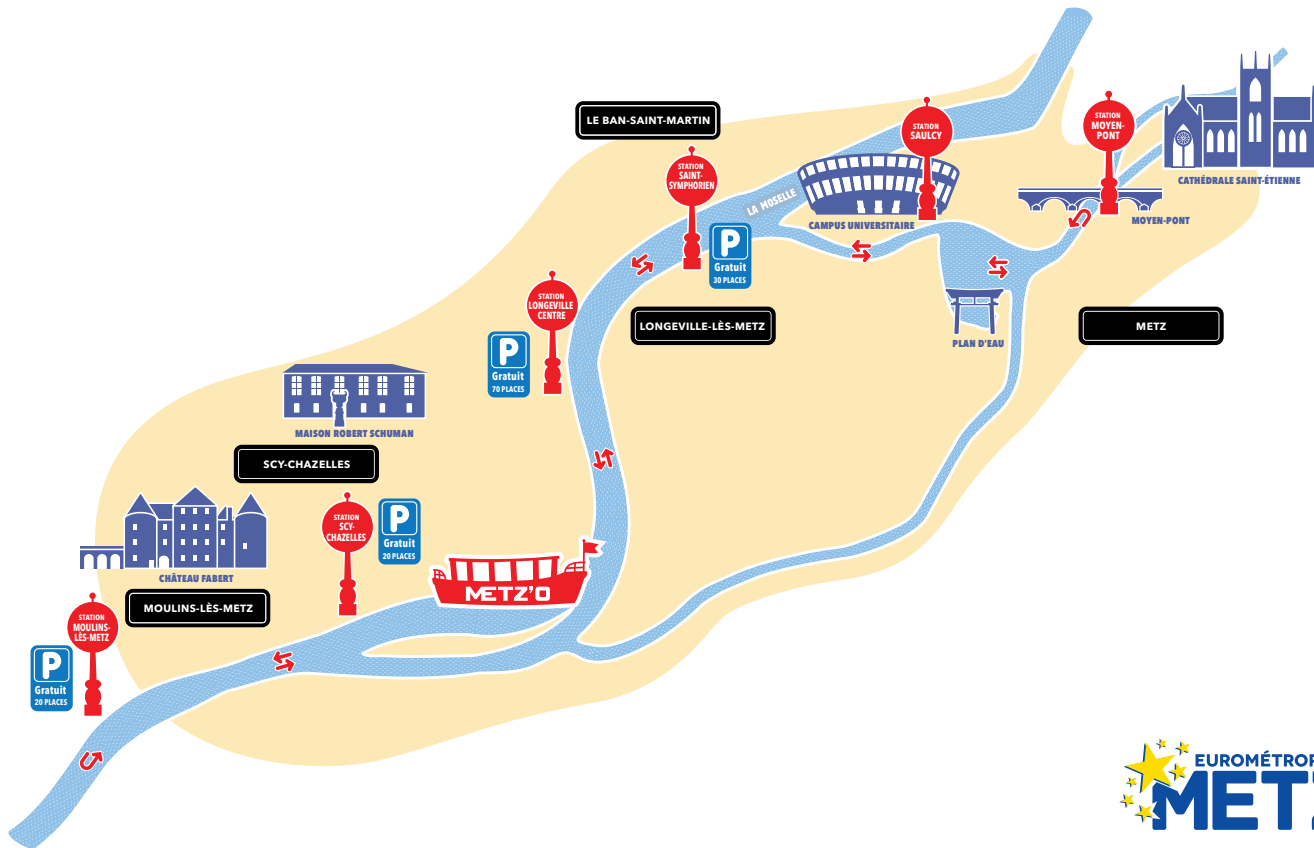 LE BAN-SAINT-MARTIN
STATION
SAULCY
STATION
MOYEN-
PONT
CATHÉDRALE SAINT-ÉTIENNE
STATION
SAINT-
SYMPHORIEN
LA MOSELLE
CAMPUS UNIVERSITAIRE
MOYEN-PONT
P
Gratuit
30 PLACES
STATION
LONGEVILLE
CENTRE
LONGEVILLE-LÈS-METZ
METZ
PLAN D'EAU
P
Gratuit
70 PLACES
MAISON ROBERT SCHUMAN
SCY-CHAZELLES
STATION
SCY-
CHAZELLES
P
Gratuit
20 PLACES
CHÂTEAU FABERT
METZ'O
MOULINS-LÈS-METZ
STATION
MOULINS-
LÈS-METZ
P
Gratuit
20 PLACES
EUROMÉTROP
METZ